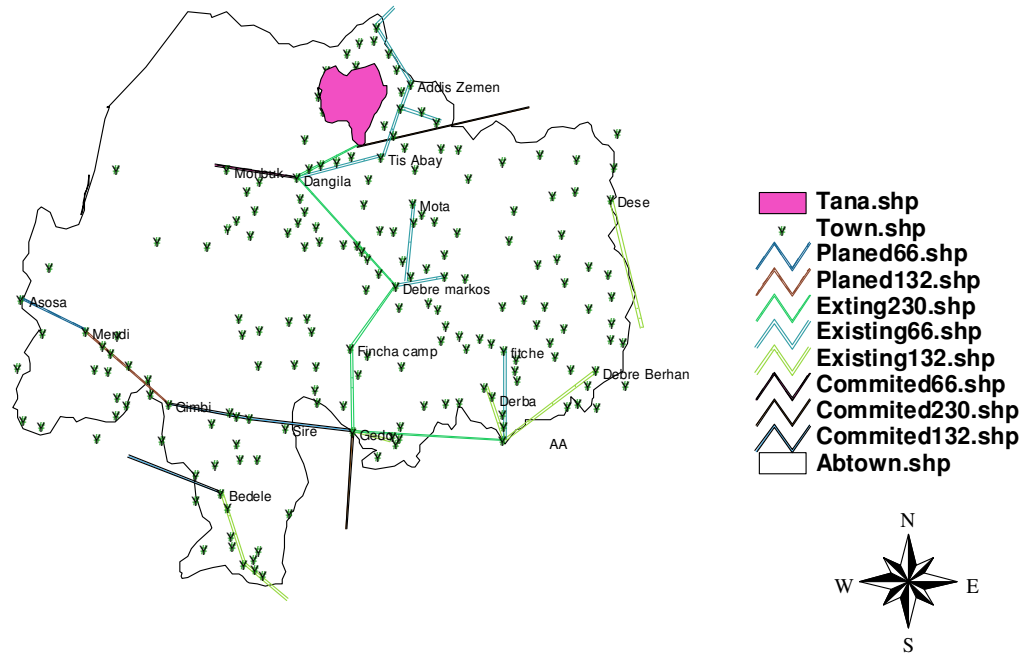 Addis Zemen
Tis Abay
Moribuk
Dangila
Mota
Dese
Debre markos
Asosa
Mendi
Fincha camp
fitche
Debre Berhan
Derba
Gimbi
Sire
Gedo
AA
Bedele
Tana.shp
Town.shp
Planed66.shp
Planed132.shp
Exting230.shp
Existing66.shp
Existing132.shp
Commited66.shp
Commited230.shp
Commited132.shp
Abtown.shp
N
W E
S